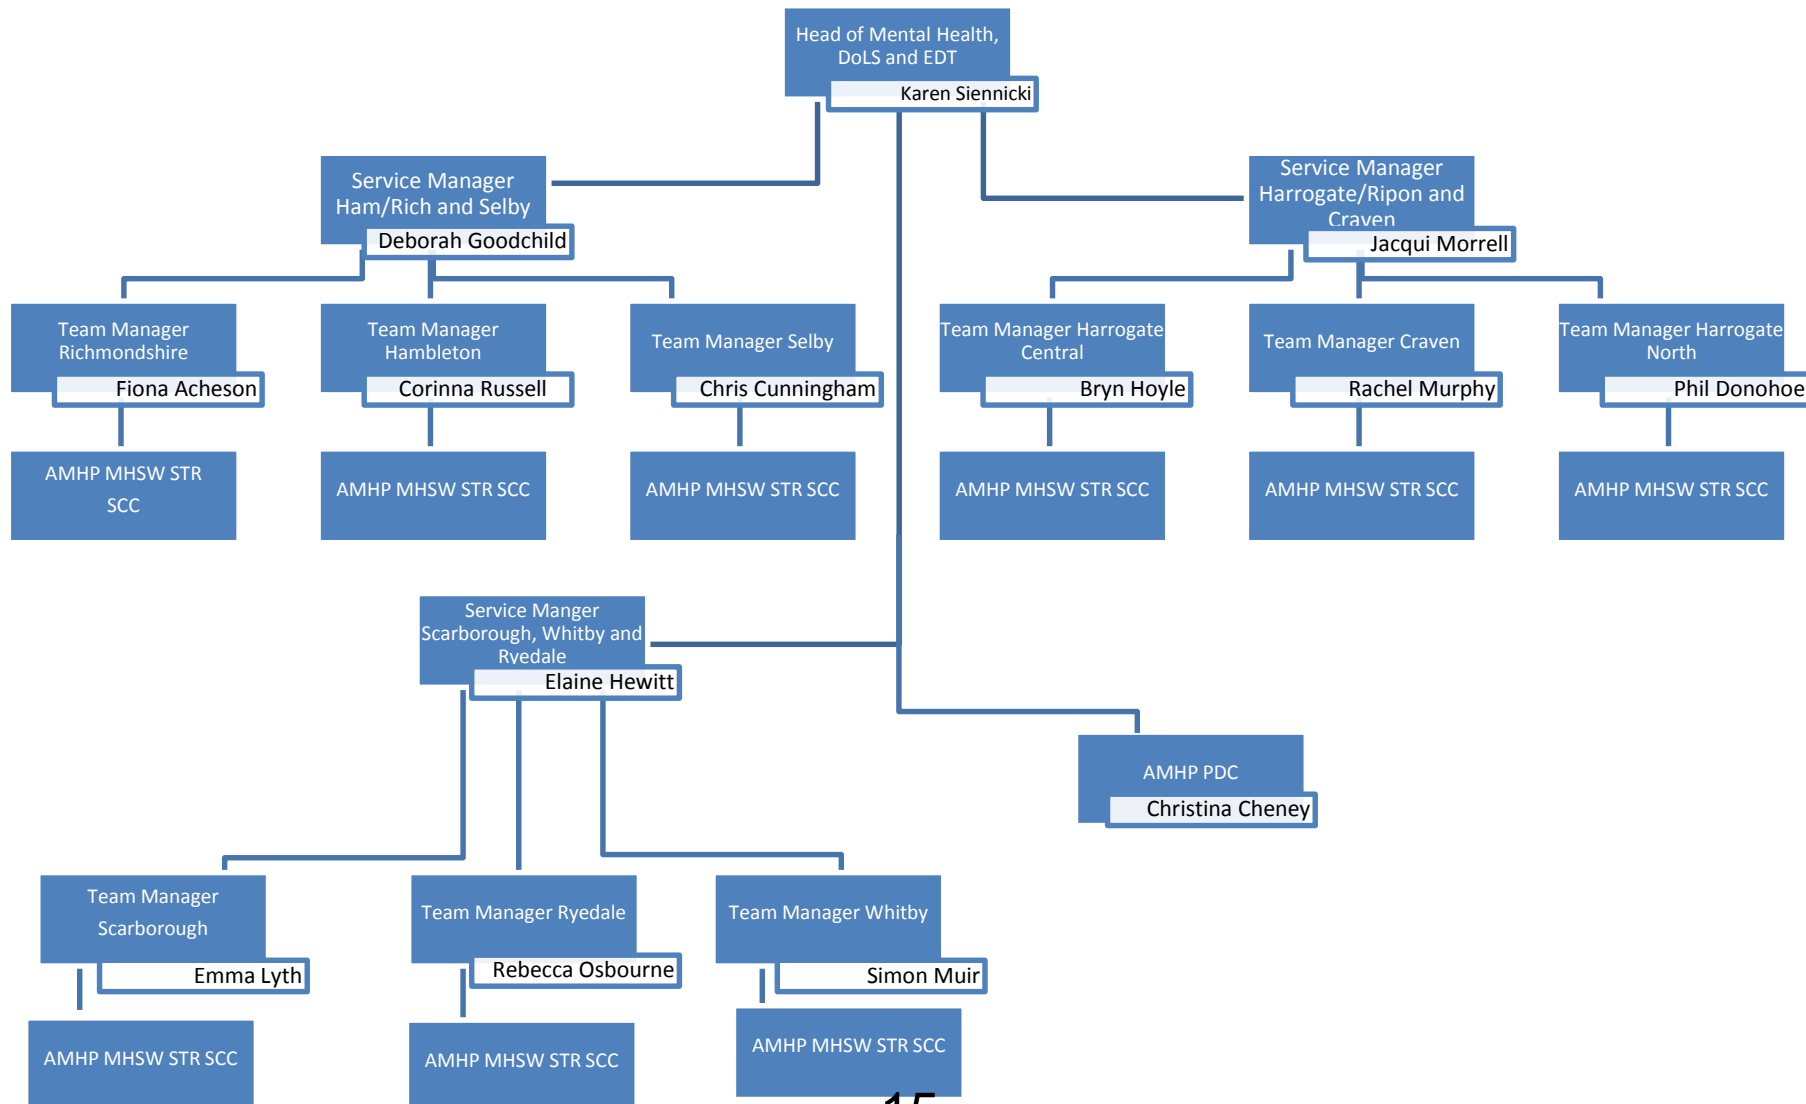 Head of Mental Health,
DoLS and EDT
Karen Siennicki
Service Manager
Ham/Rich and Selby
Deborah Goodchild
Service Manager
Harrogate/Ripon and
Craven
Jacqui Morrell
Team Manager
Richmondshire
Fiona Acheson
Team Manager
Hambleton
Corinna Russell
Team Manager Selby
Chris Cunningham
Team Manager Harrogate
Central
Bryn Hoyle
Team Manager Craven
Rachel Murphy
Team Manager Harrogate
North
Phil Donohoe
AMHP MHSW STR
SCC
AMHP MHSW STR SCC
AMHP MHSW STR SCC
AMHP MHSW STR SCC
AMHP MHSW STR SCC
AMHP MHSW STR SCC
Service Manger
Scarborough, Whitby and
Ryedale
Elaine Hewitt
AMHP PDC
Christina Cheney
Team Manager
Scarborough
Emma Lyth
Team Manager Ryedale
Rebecca Osbourne
Team Manager Whitby
Simon Muir
AMHP MHSW STR SCC
AMHP MHSW STR SCC
AMHP MHSW STR SCC
15